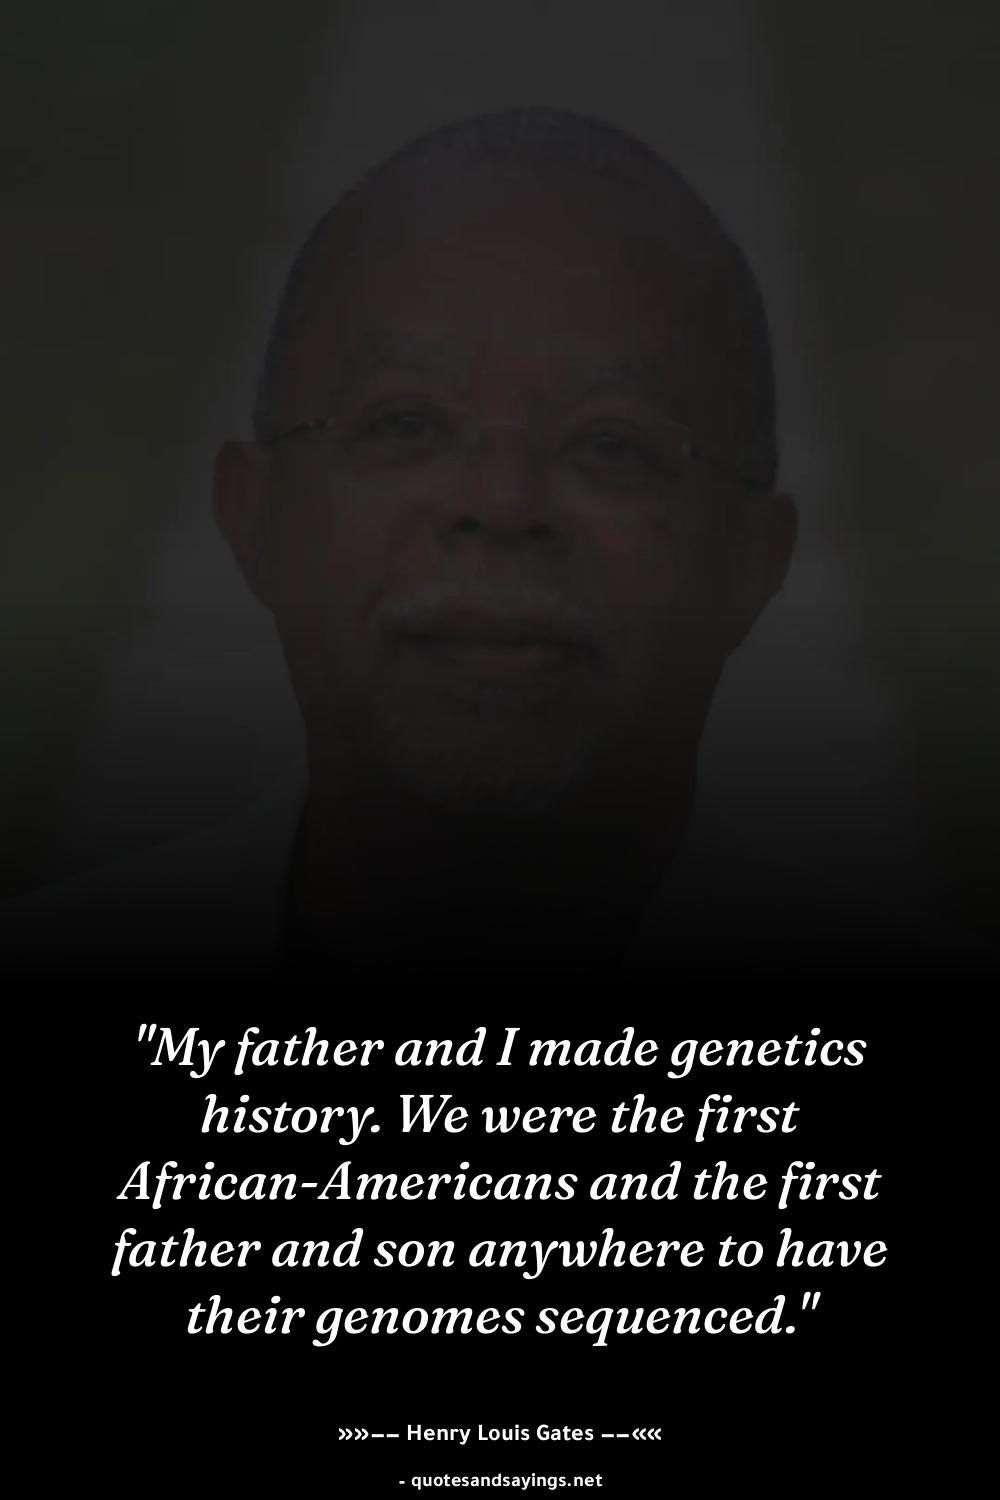 "My father and I made genetics
history. We were the first
African-Americans and the first
father and son anywhere to have
their genomes sequenced."
»»−− Henry Louis Gates −−««
- quotesandsayings.net